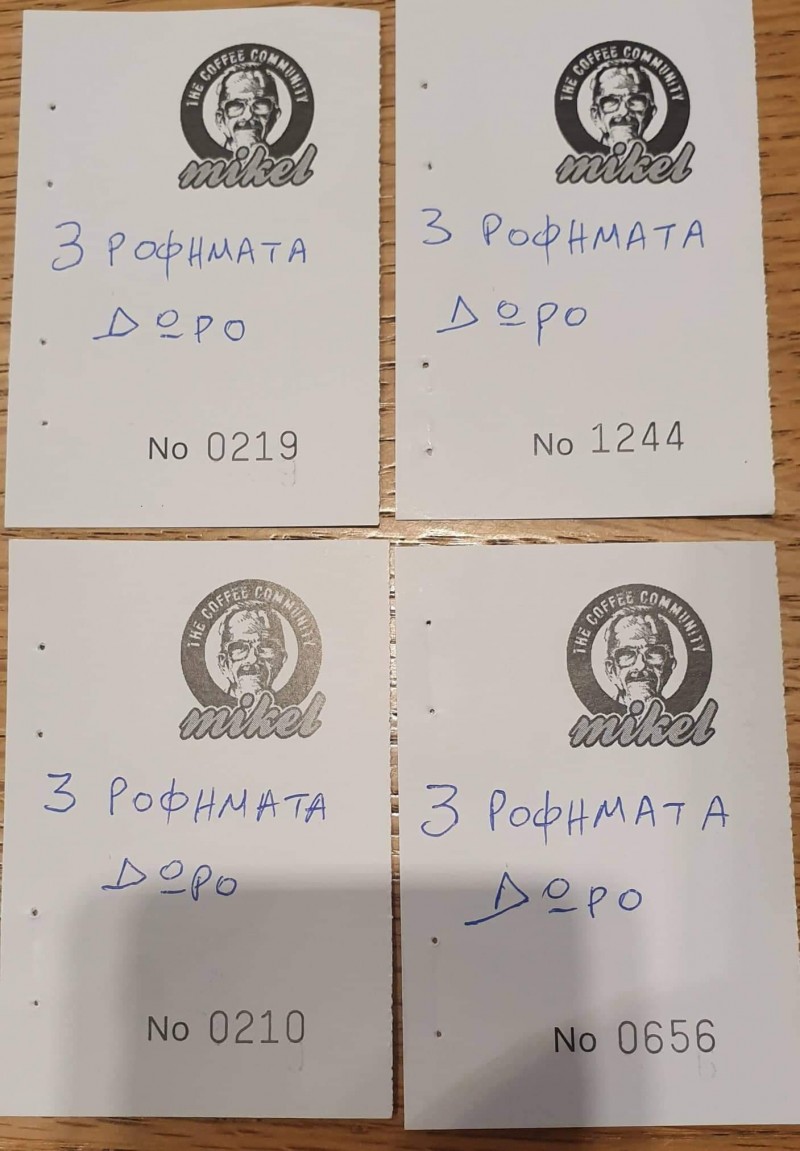 THE COFFEE COMMUNITY
mikel
3 ΡΟΦΗΜΑΤΑ
ΔΩΡΟ
No 0219
THE COFFEE COMMUNITY
mikel
3 ΡΟΦΗΜΑΤΑ
ΔΩΡΟ
No 1244
THE COFFEE COMMUNITY
mikel
3 ΡΟΦΗΜΑΤΑ
ΔΩΡΟ
No 0210
THE COFFEE COMMUNITY
mikel
3 ΡΟΦΗΜΑΤΑ
ΔΩΡΟ
No 0656